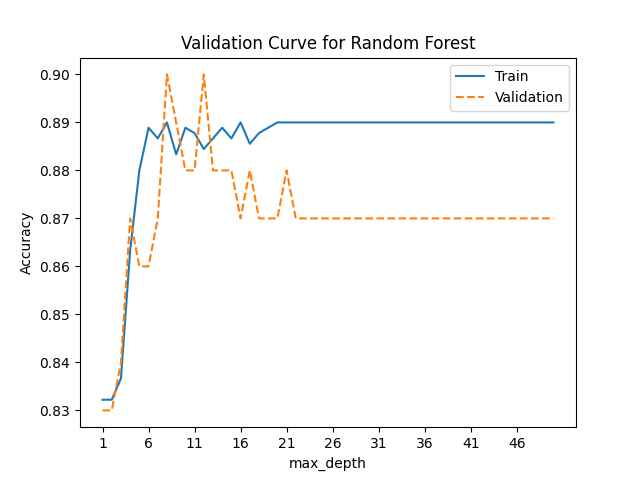 Validation Curve for Random Forest
Train
Validation
Accuracy
0.90
0.89
0.88
0.87
0.86
0.85
0.84
0.83
1 6 11 16 21 26 31 36 41 46
max_depth